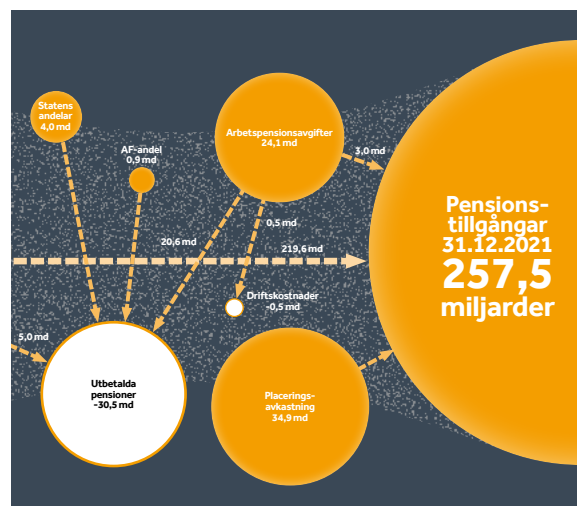 Statens
andelar
4,0 md
AF-andel
0,9 md
Arbetspensionsavgifter
24,1 md
3,0 md
0,5 md
20,6 md
219,6 md
Pensions-
tillgångar
31.12.2021
257,5
miljarder
Driftskostnader
-0,5 md
5,0 md
Utbetalda
pensioner
-30,5 md
Placerings-
avkastning
34,9 md